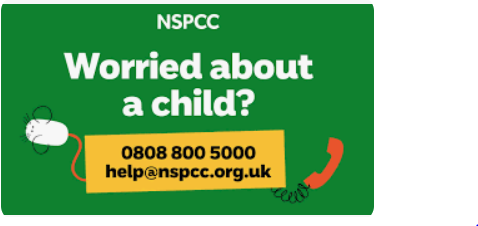 NSPCC
Worried about
a child?
0808 800 5000
help@nspcc.org.uk